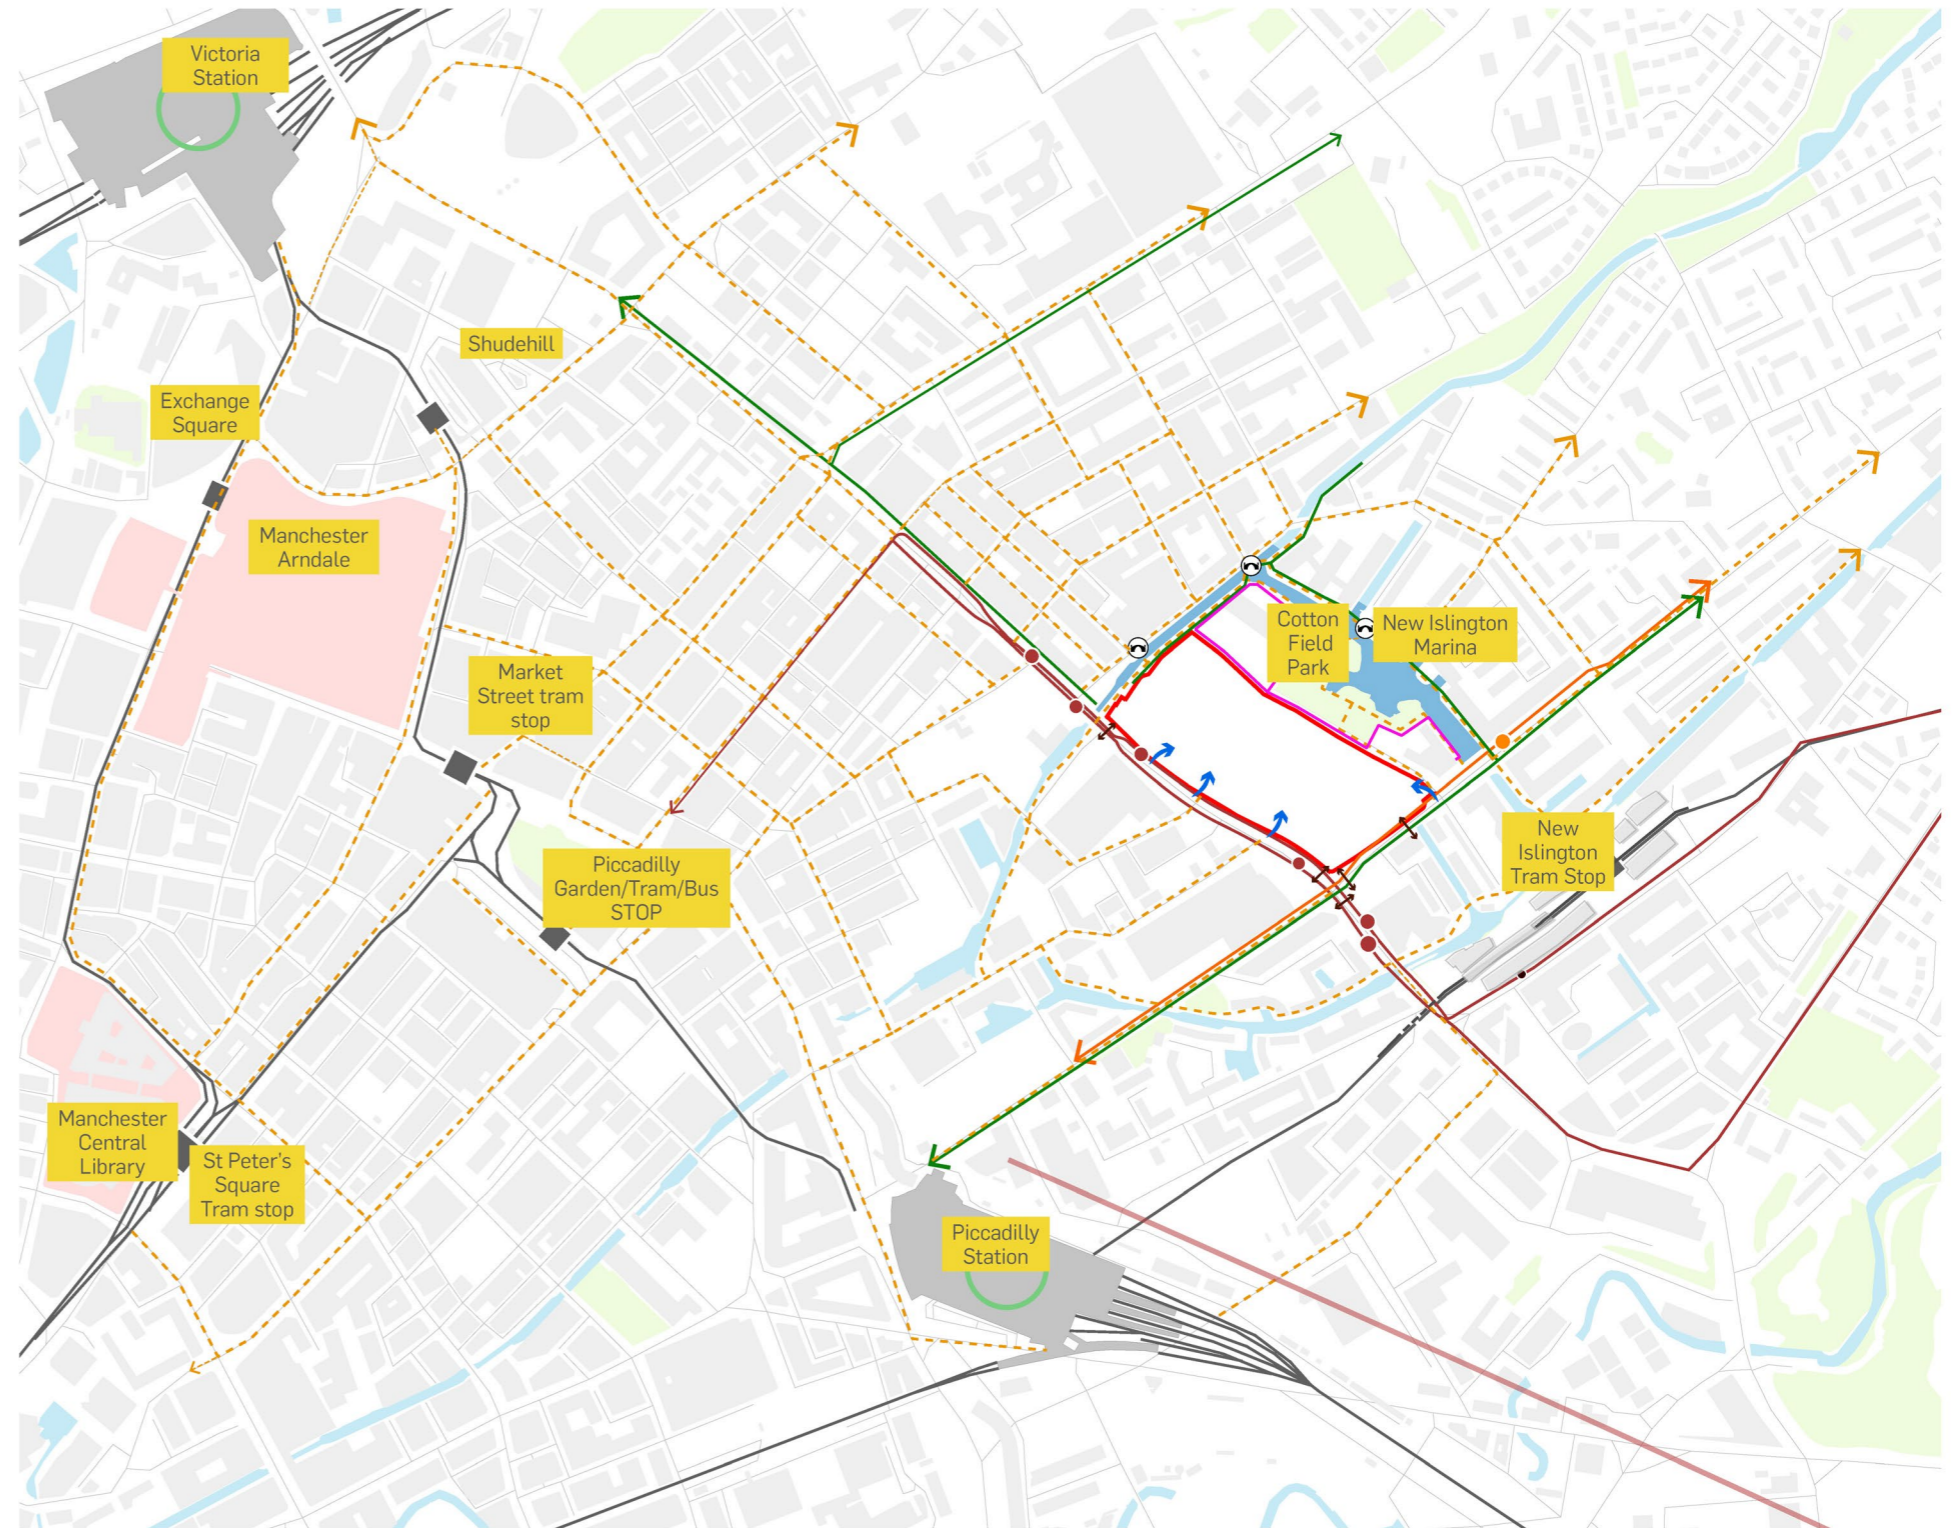 Victoria
Station
Shudehill
Exchange
Square
Manchester
Arndale
Cotton
Field
Park
New Islington
Marina
Market
Street tram
stop
New
Islington
Tram Stop
Piccadilly
Garden/Tram/Bus
STOP
Manchester
Central
Library
St Peter's
Square
Tram stop
Piccadilly
Station